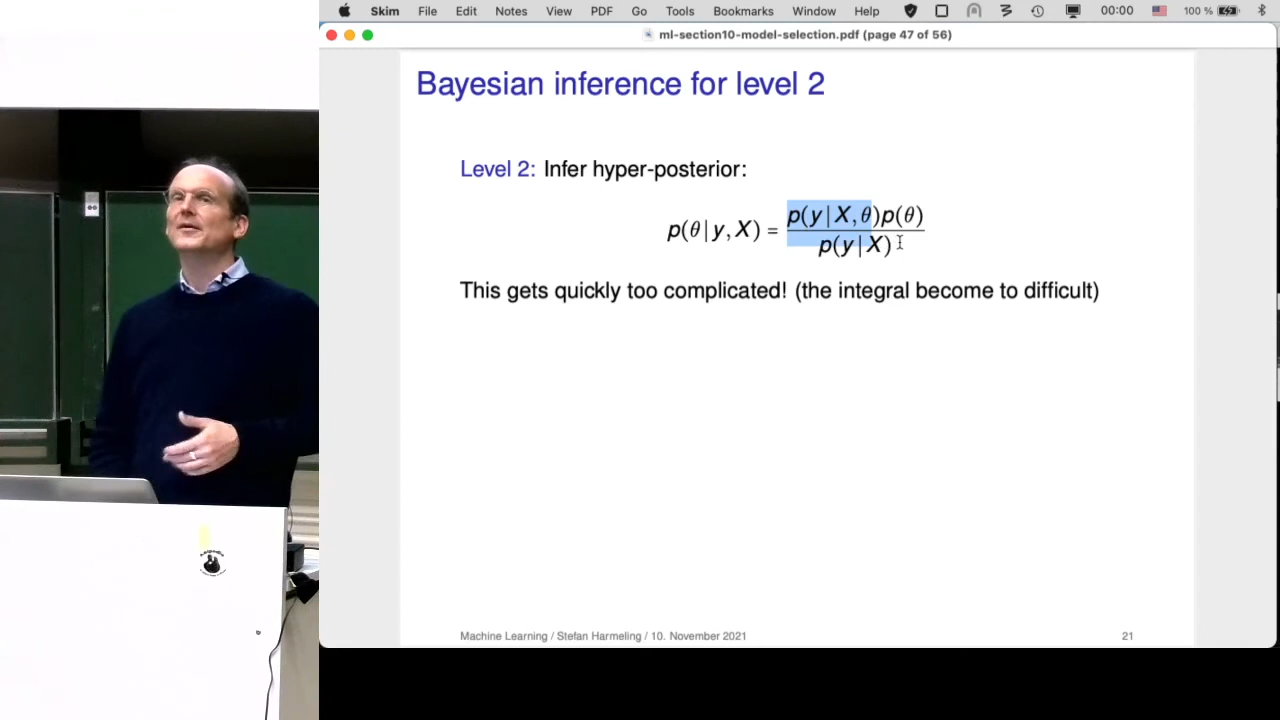 Skim File Edit Notes View PDF Go Tools Bookmarks Window Help 00:00 100 %
ml-section10-model-selection.pdf (page 47 of 56)
Bayesian inference for level 2
Level 2: Infer hyper-posterior:
p(θ|y, X) = p(y|X, θ)p(θ)
p(y|X)
This gets quickly too complicated! (the integral become to difficult)
Machine Learning / Stefan Harmeling / 10. November 2021 21